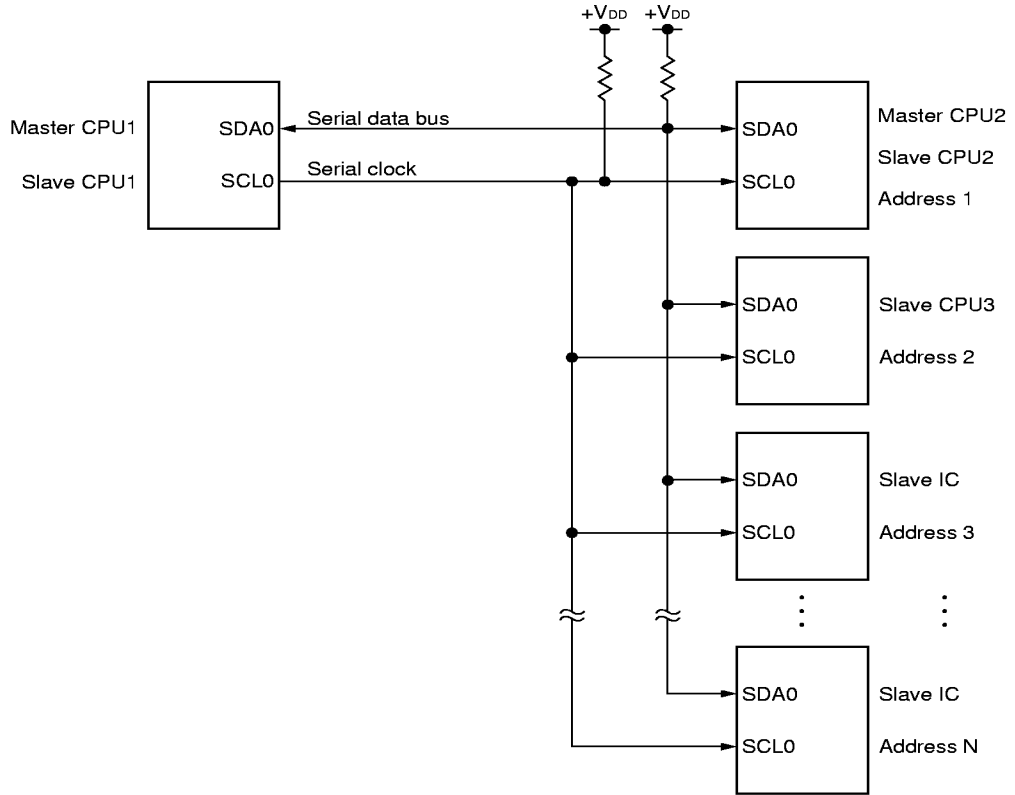 +VDD +VDD
Master CPU1
Slave CPU1
SDA0
SCL0
Serial data bus
Serial clock
SDA0
SCL0
Master CPU2
Slave CPU2
Address 1
SDA0
SCL0
Slave CPU3
Address 2
SDA0
SCL0
Slave IC
Address 3
SDA0
SCL0
Slave IC
Address N